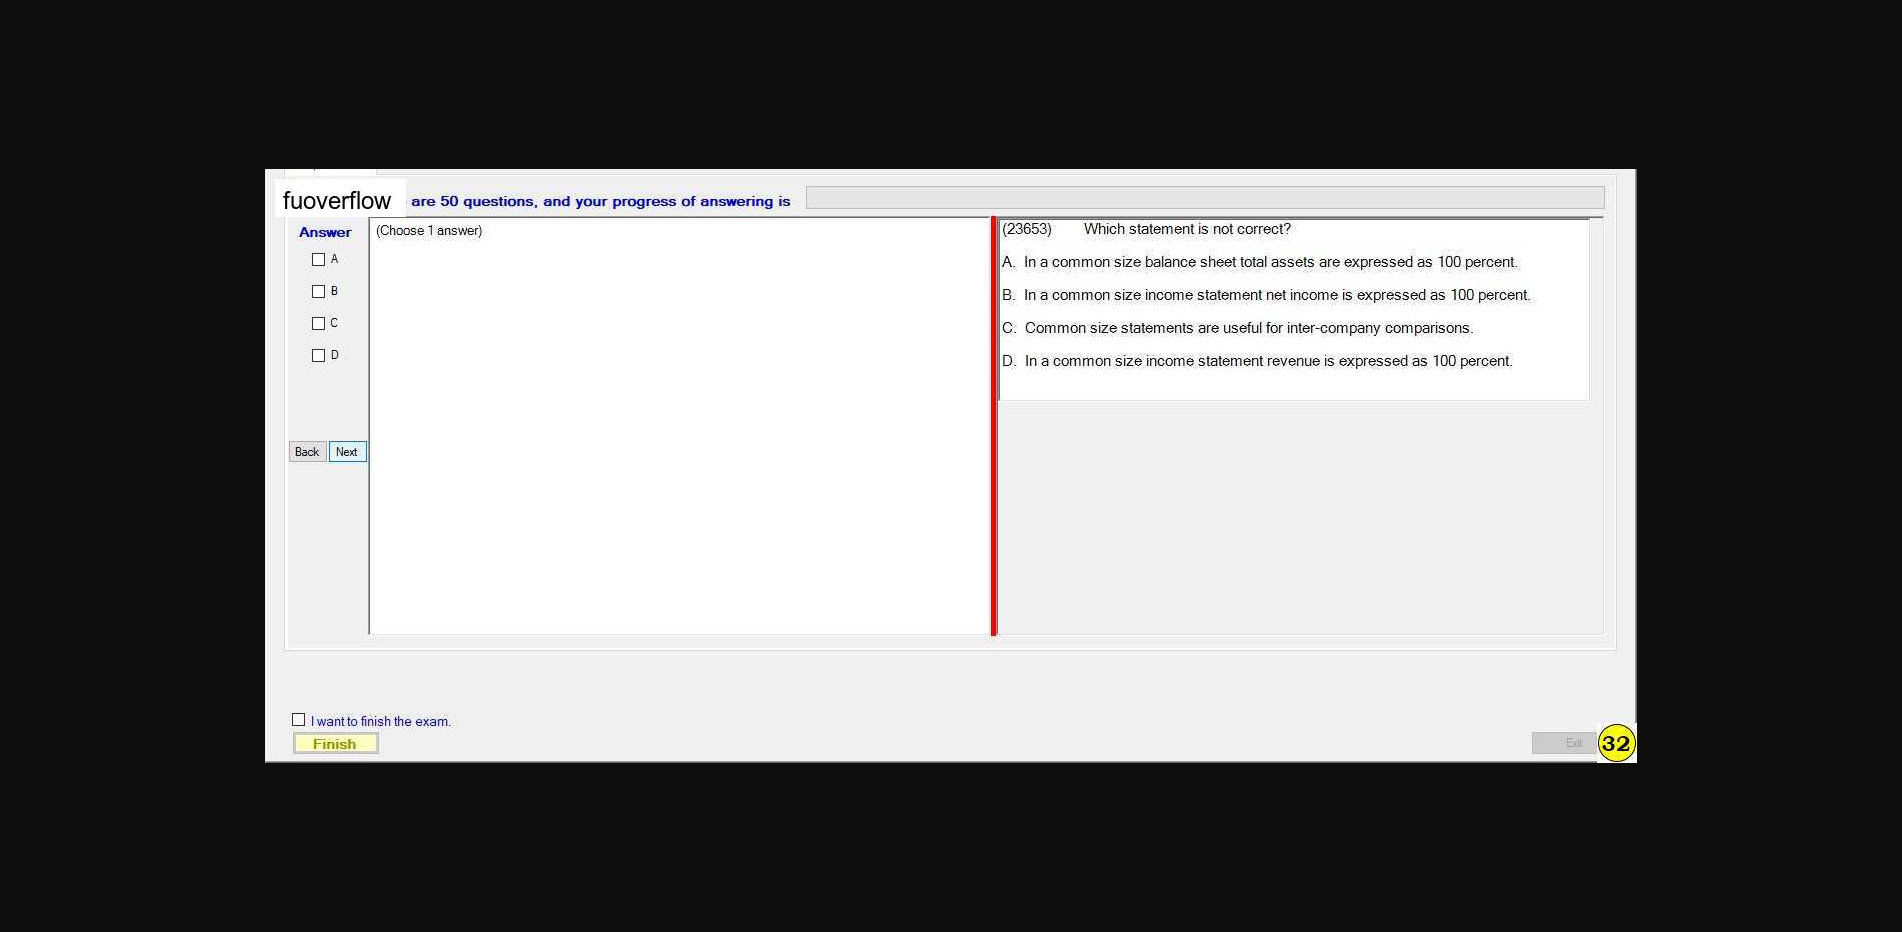 fuoverflow are 50 questions, and your progress of answering is
Answer
(Choose 1 answer)
A
B
C
D
Back Next
(23653) Which statement is not correct?
A. In a common size balance sheet total assets are expressed as 100 percent.
B. In a common size income statement net income is expressed as 100 percent.
C. Common size statements are useful for inter-company comparisons.
D. In a common size income statement revenue is expressed as 100 percent.
I want to finish the exam.
Finish
Exit
32